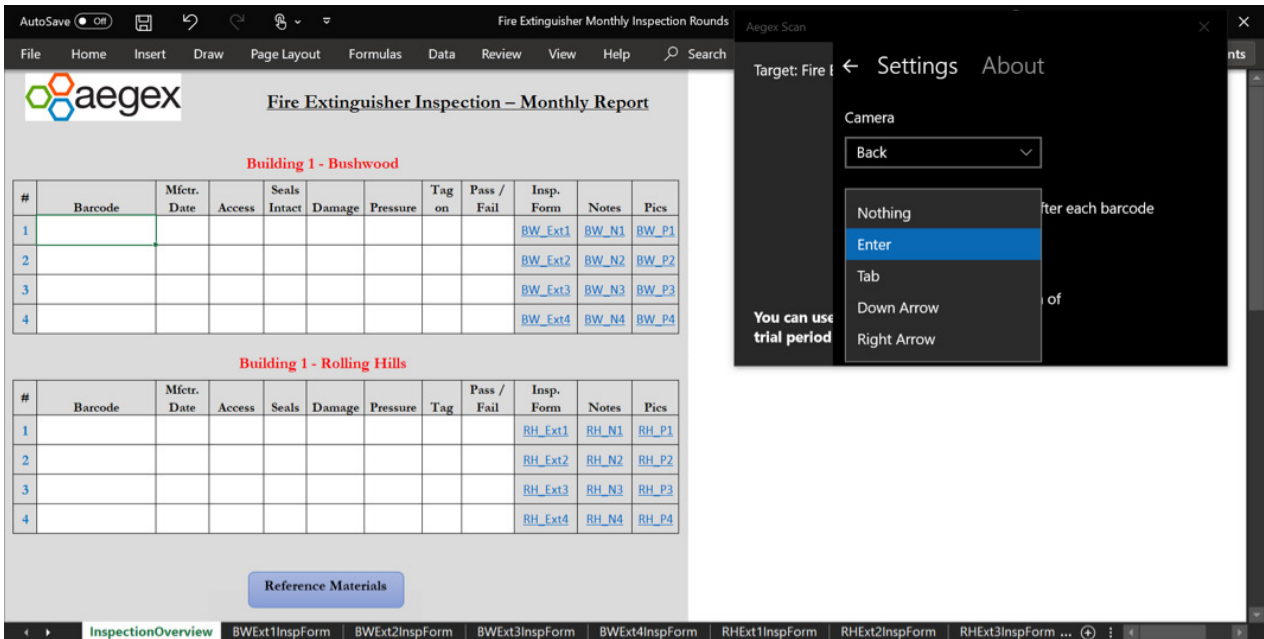 AutoSave Off
Fire Extinguisher Monthly Inspection Rounds
File Home Insert Draw Page Layout Formulas Data Review View Help Search
nts
aegex
Fire Extinguisher Inspection – Monthly Report
Building 1 - Bushwood
# Barcode Mfctr. Date Access Seals Intact Damage Pressure Tag on Pass / Fail Insp. Form Notes Pics
1 BW_Ext1 BW_N1 BW_P1
2 BW_Ext2 BW_N2 BW_P2
3 BW_Ext3 BW_N3 BW_P3
4 BW_Ext4 BW_N4 BW_P4
Building 1 - Rolling Hills
# Barcode Mfctr. Date Access Seals Damage Pressure Tag Pass / Fail Insp. Form Notes Pics
1 RH_Ext1 RH_N1 RH_P1
2 RH_Ext2 RH_N2 RH_P2
3 RH_Ext3 RH_N3 RH_P3
4 RH_Ext4 RH_N4 RH_P4
Reference Materials
InspectionOverview BWExt1InspForm BWExt2InspForm BWExt3InspForm BWExt4InspForm RHExt1InspForm RHExt2InspForm RHExt3InspForm ...
Aegex Scan
Target: Fire
Settings About
Camera
Back
fter each barcode
Nothing
Enter
Tab
Down Arrow
Right Arrow
of
You can use
trial period